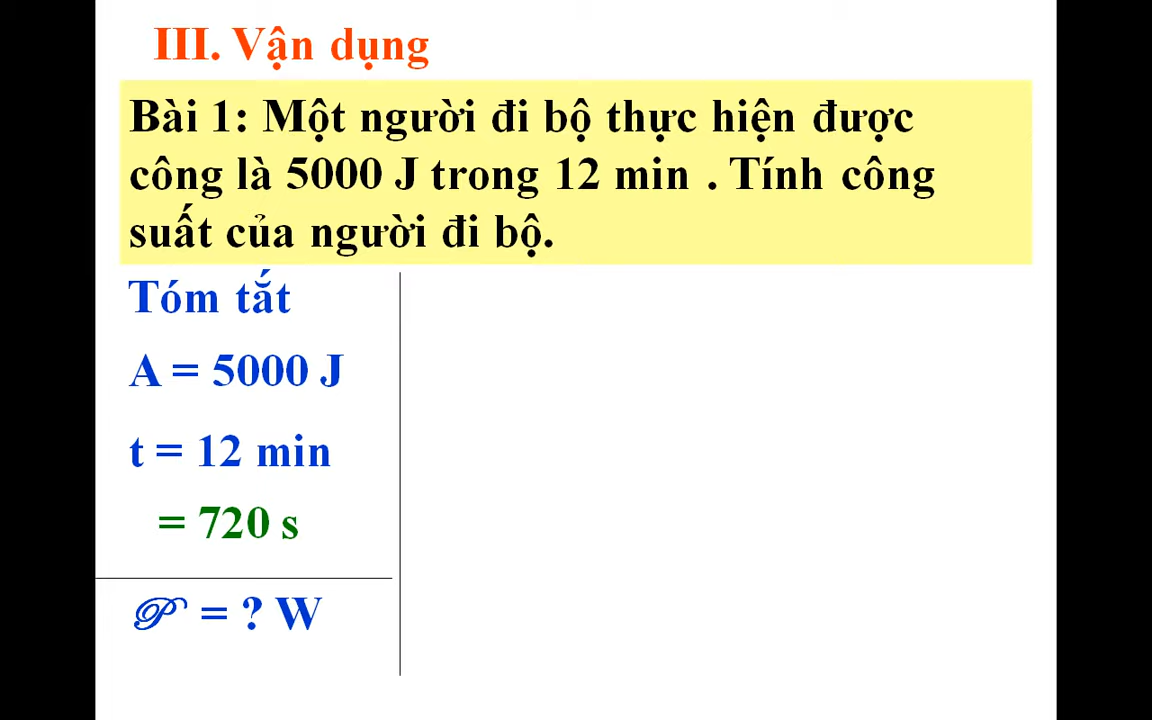 III. Vận dụng
Bài 1: Một người đi bộ thực hiện được
công là 5000 J trong 12 min . Tính công
suất của người đi bộ.
Tóm tắt
A = 5000 J
t = 12 min
= 720 s
𝒫 = ? W